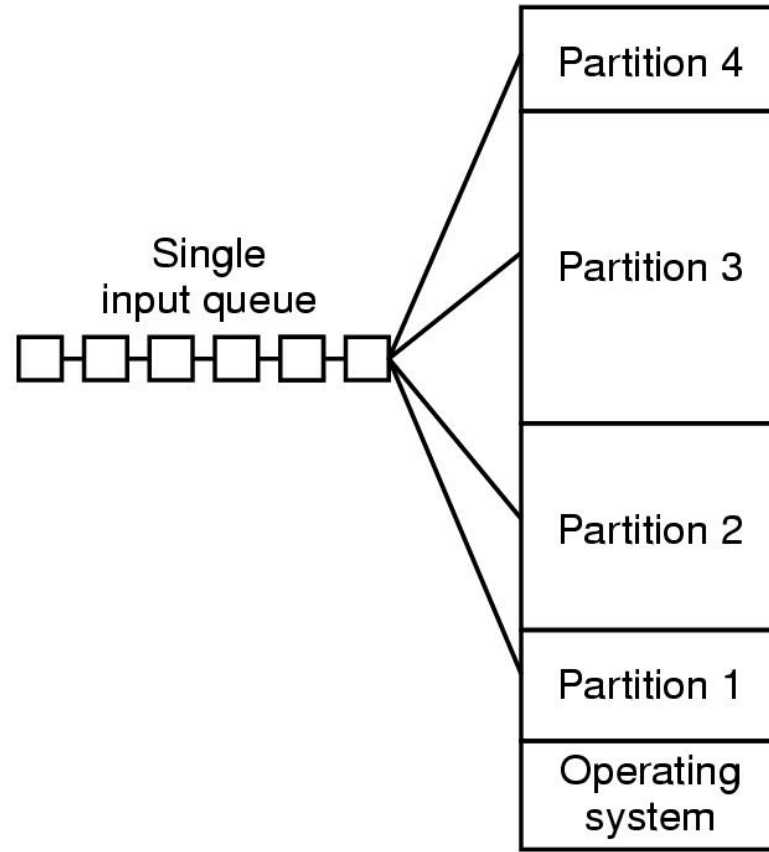 Partition 4
Single
input queue
Partition 3
Partition 2
Partition 1
Operating
system